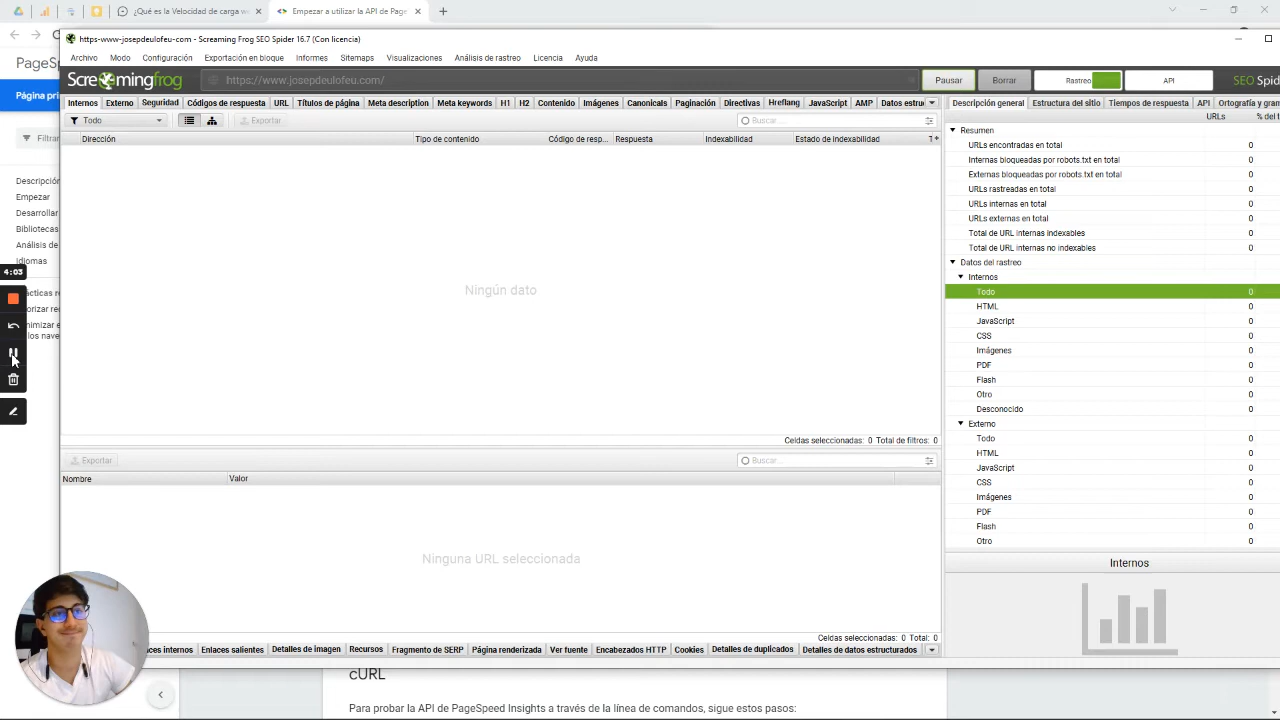 ¿Qué es la Velocidad de carga we
Empezar a utilizar la API de Page
https-www-josepdeulofeu-com - Screaming Frog SEO Spider 16.7 (Con licencia)
Archivo Modo Configuración Exportación en bloque Informes Sitemaps Visualizaciones Análisis de rastreo Licencia Ayuda
PageSp
Screamingfrog
https://www.josepdeulofeu.com/
Pausar
Borrar
Rastreo
API
SEO Spid
Página pri
Internos Externo Seguridad Códigos de respuesta URL Títulos de página Meta description Meta keywords H1 H2 Contenido Imágenes Canonicals Paginación Directivas Hreflang JavaScript AMP Datos estru
Descripción general Estructura del sitio Tiempos de respuesta API Ortografía y gram
Todo
Exportar
Buscar...
URLs % del t
Dirección Tipo de contenido Código de resp... Respuesta Indexabilidad Estado de indexabilidad
Filtrar
Descripción
Empezar
Desarrollar
Bibliotecas
Análisis de
Idiomas
4:03
ácticas re
orizar rec
nimizar e
los nave
Ningún dato
Celdas seleccionadas: 0 Total de filtros: 0
Exportar
Buscar...
Nombre Valor
Ninguna URL seleccionada
Celdas seleccionadas: 0 Total: 0
ces internos Enlaces salientes Detalles de imagen Recursos Fragmento de SERP Página renderizada Ver fuente Encabezados HTTP Cookies Detalles de duplicados Detalles de datos estructurados
Resumen
URLs encontradas en total 0
Internas bloqueadas por robots.txt en total 0
Externas bloqueadas por robots.txt en total 0
URLs rastreadas en total 0
URLs internas en total 0
URLs externas en total 0
Total de URL internas indexables 0
Total de URL internas no indexables 0
Datos del rastreo
Internos
Todo 0
HTML 0
JavaScript 0
CSS 0
Imágenes 0
PDF 0
Flash 0
Otro 0
Desconocido 0
Externo
Todo 0
HTML 0
JavaScript 0
CSS 0
Imágenes 0
PDF 0
Flash 0
Otro 0
Internos
cURL
Para probar la API de PageSpeed Insights a través de la línea de comandos, sigue estos pasos: